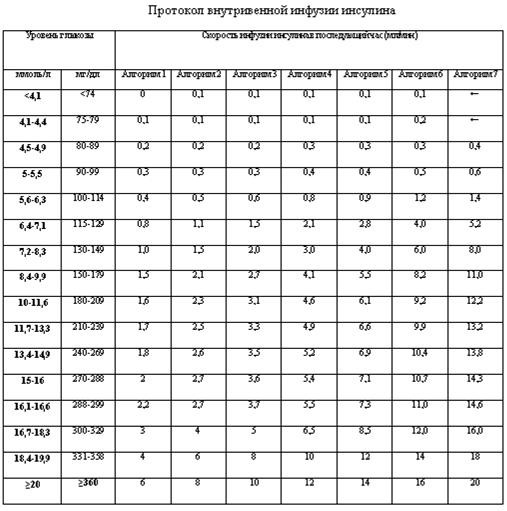 Протокол внутривенной инфузии инсулина
Уровень глюкозы Скорость инфузии инсулина в последующий час (мл/мин)
ммоль/л мг/дл Алгоритм 1 Алгоритм 2 Алгоритм 3 Алгоритм 4 Алгоритм 5 Алгоритм 6 Алгоритм 7
<4,1 <74 0 0,1 0,1 0,1 0,1 0,1 ←
4,1-4,4 75-79 0,1 0,1 0,1 0,1 0,1 0,2 ←
4,5-4,9 80-89 0,2 0,2 0,2 0,3 0,3 0,3 0,4
5-5,5 90-99 0,3 0,3 0,3 0,4 0,4 0,5 0,6
5,6-6,3 100-114 0,4 0,5 0,6 0,8 0,9 1,2 1,4
6,4-7,1 115-129 0,8 1,1 1,5 2,1 2,8 4,0 5,2
7,2-8,3 130-149 1,0 1,5 2,0 3,0 4,0 6,0 8,0
8,4-9,9 150-179 1,5 2,1 2,7 4,1 5,5 8,2 11,0
10-11,6 180-209 1,6 2,3 3,1 4,6 6,1 9,2 12,2
11,7-13,3 210-239 1,7 2,5 3,3 4,9 6,6 9,9 13,2
13,4-14,9 240-269 1,8 2,6 3,5 5,2 6,9 10,4 13,8
15-16 270-288 2 2,7 3,6 5,4 7,1 10,7 14,3
16,1-16,6 288-299 2,2 2,7 3,7 5,5 7,3 11,0 14,6
16,7-18,3 300-329 3 4 5 6,5 8,5 12,0 16,0
18,4-19,9 331-358 4 6 8 10 12 14 18
≥20 ≥360 6 8 10 12 14 16 20